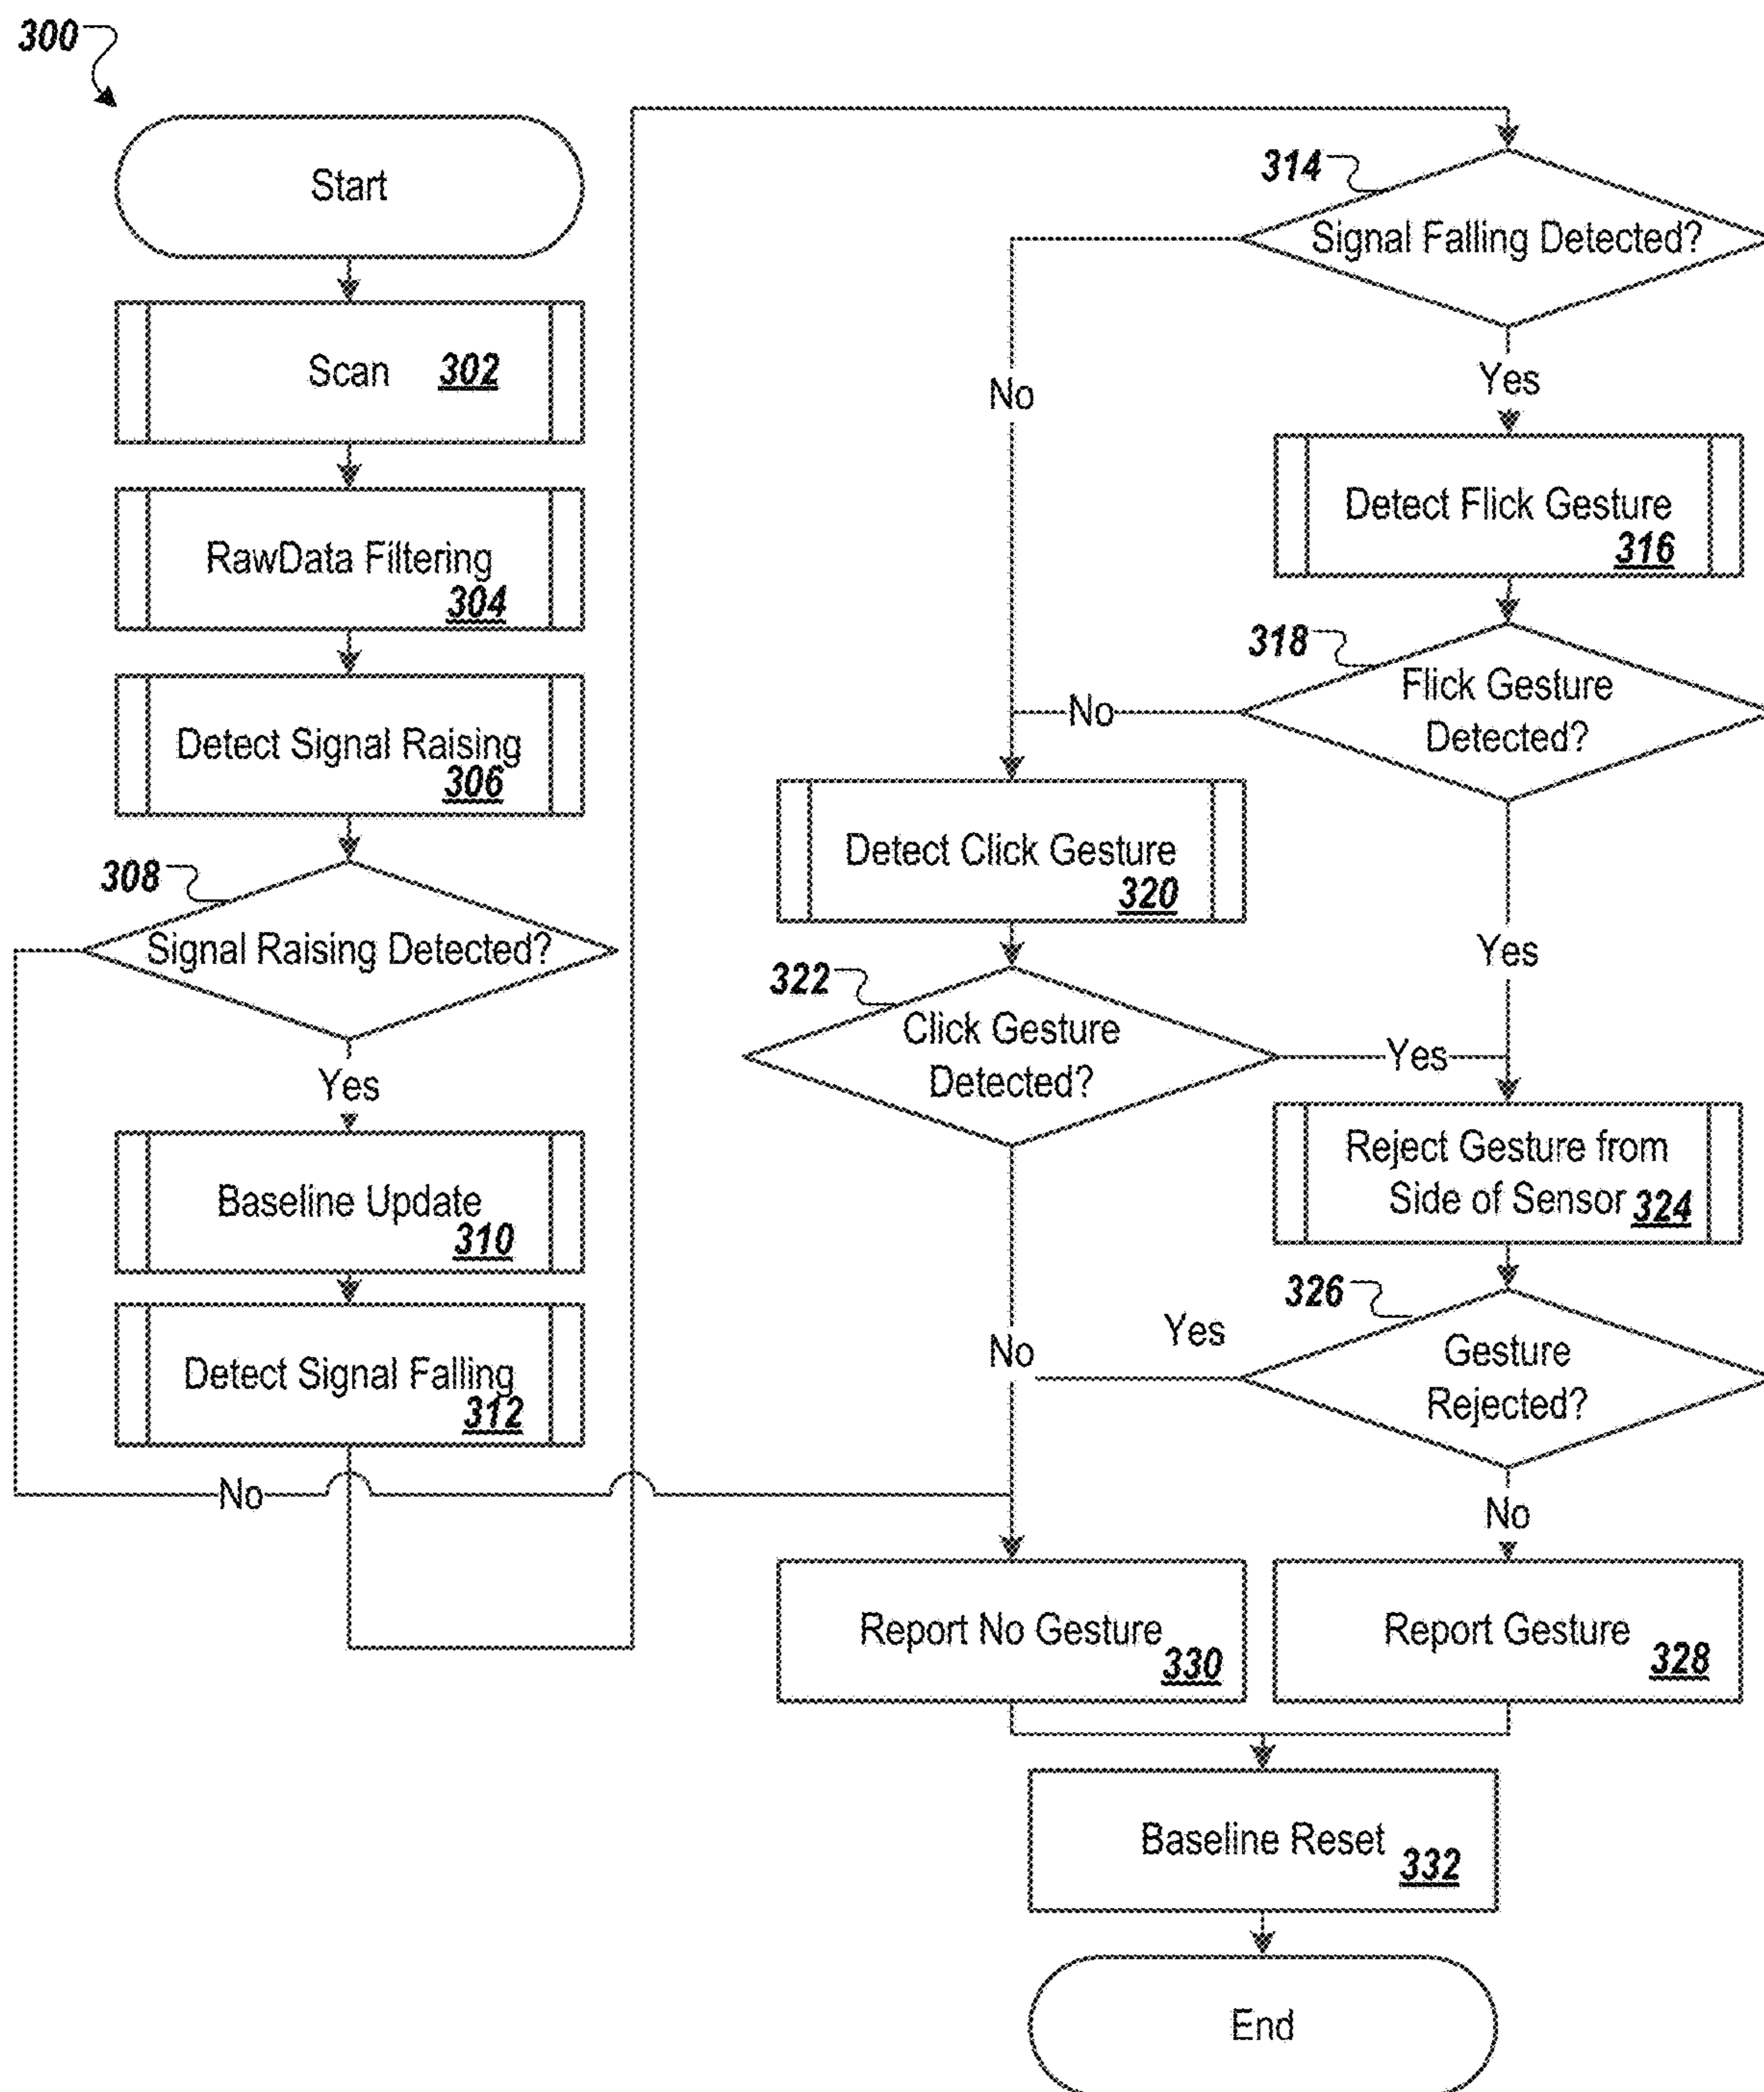 300
Start
Scan 302
RawData Filtering
304
Detect Signal Raising
306
308
Signal Raising Detected?
Yes
Baseline Update
310
Detect Signal Falling
312
No
314
Signal Falling Detected?
No
Yes
Detect Flick Gesture
316
318
Flick Gesture
Detected?
No
Yes
Detect Click Gesture
320
322
Click Gesture
Detected?
Yes
No
Reject Gesture from
Side of Sensor 324
326
Gesture
Rejected?
Yes
No
Report No Gesture
330
Report Gesture
328
Baseline Reset
332
End